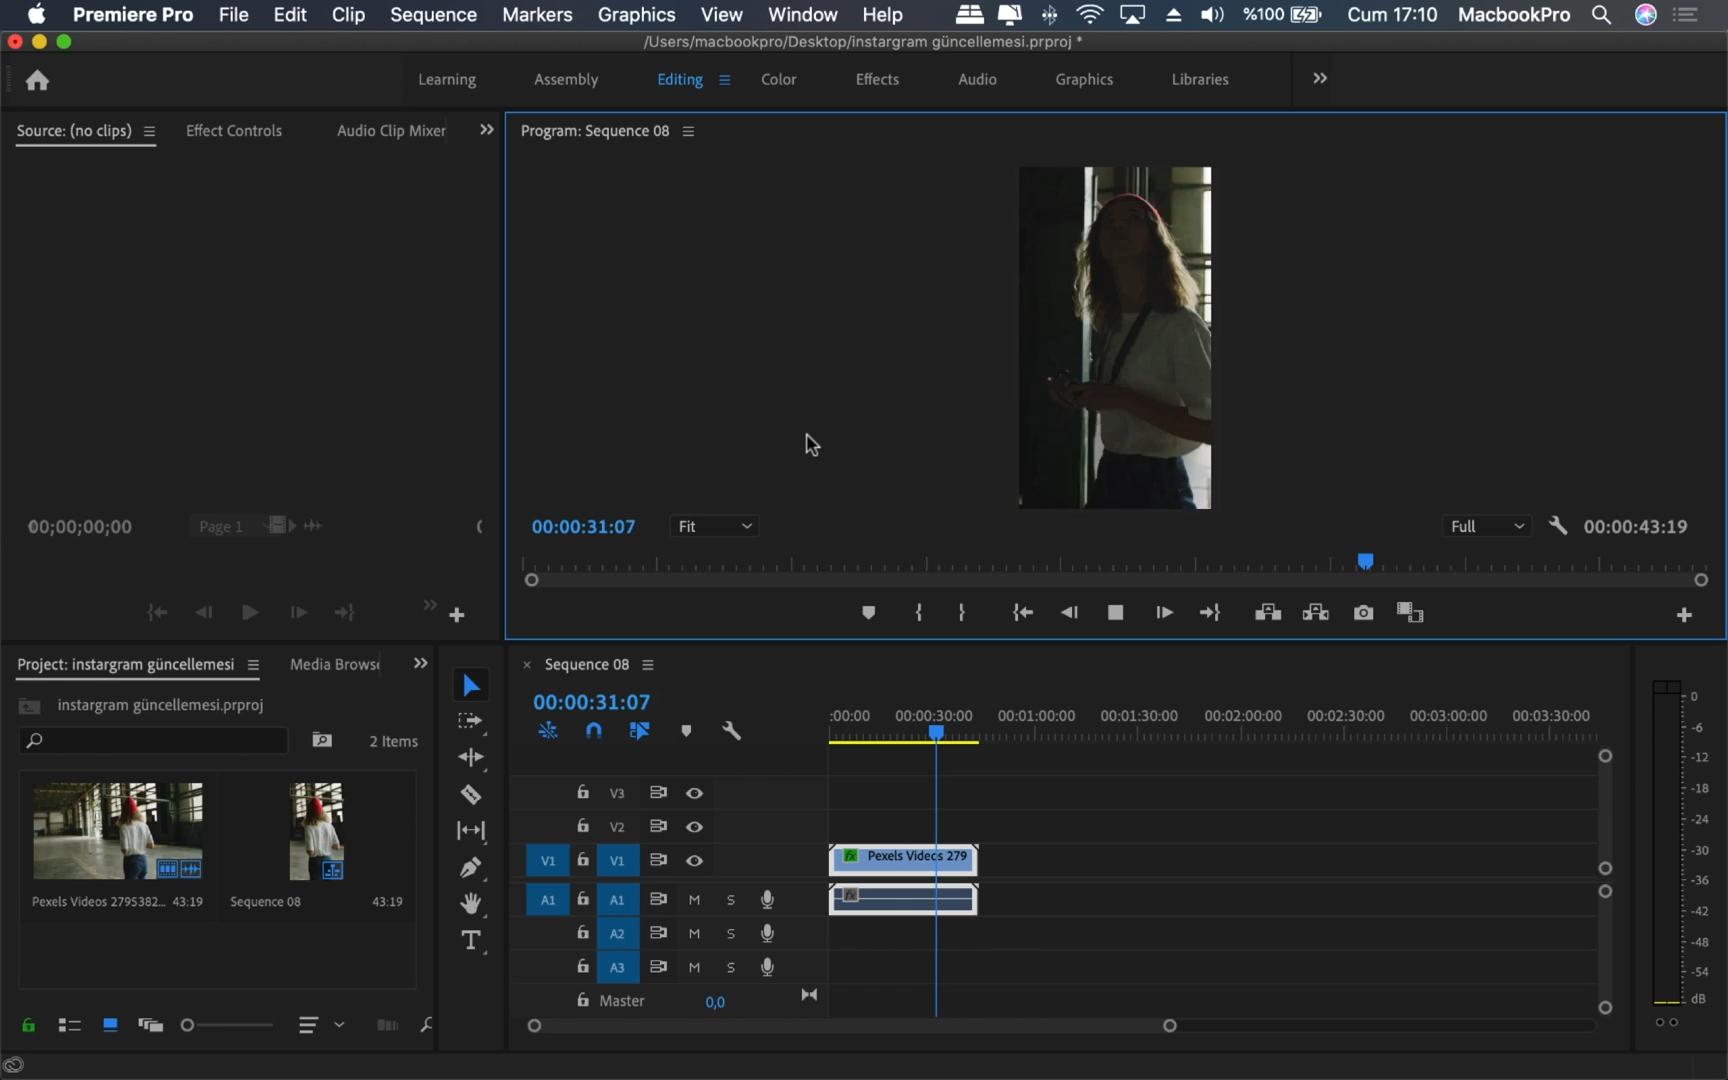 Premiere Pro File Edit Clip Sequence Markers Graphics View Window Help %100 Cum 17:10 MacbookPro
/Users/macbookpro/Desktop/instargram güncellemesi.prproj *
Learning Assembly Editing Color Effects Audio Graphics Libraries
Source: (no clips) Effect Controls Audio Clip Mixer
Program: Sequence 08
00;00;00;00 Page 1
00:00:31:07 Fit Full 00:00:43:19
Project: instargram güncellemesi Media Brows
instargram güncellemesi.prproj
2 Items
Pexels Videos 2795382... 43:19 Sequence 08 43:19
Sequence 08
00:00:31:07
:00:00 00:00:30:00 00:01:00:00 00:01:30:00 00:02:00:00 00:02:30:00 00:03:00:00 00:03:30:00
V3
V2
V1 V1 fx Pexels Videos 279
A1 A1 M S fx
A2 M S
A3 M S
Master 0,0
0
-6
-12
-18
-24
-30
-36
-42
-48
-54
dB